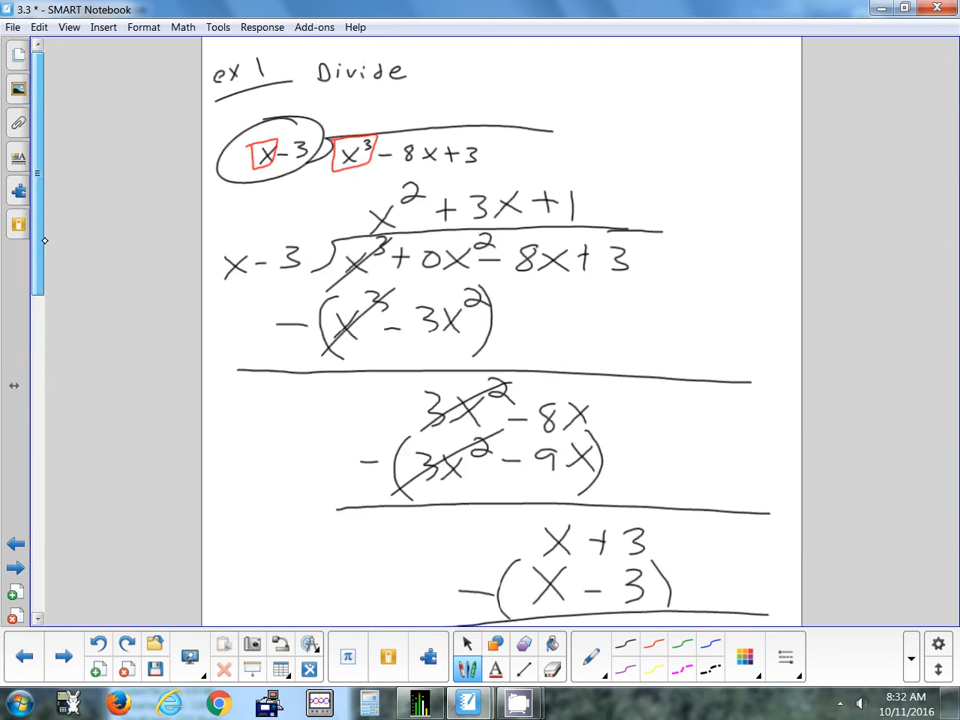 3.3 * - SMART Notebook
File Edit View Insert Format Math Tools Response Add-ons Help
ex 1 Divide
x - 3 ) x³ - 8x + 3
x² + 3x + 1
x - 3 ) x³ + 0x² - 8x + 3
- (x³ - 3x²)
3x² - 8x
- (3x² - 9x)
x + 3
- (x - 3)
8:32 AM
10/11/2016